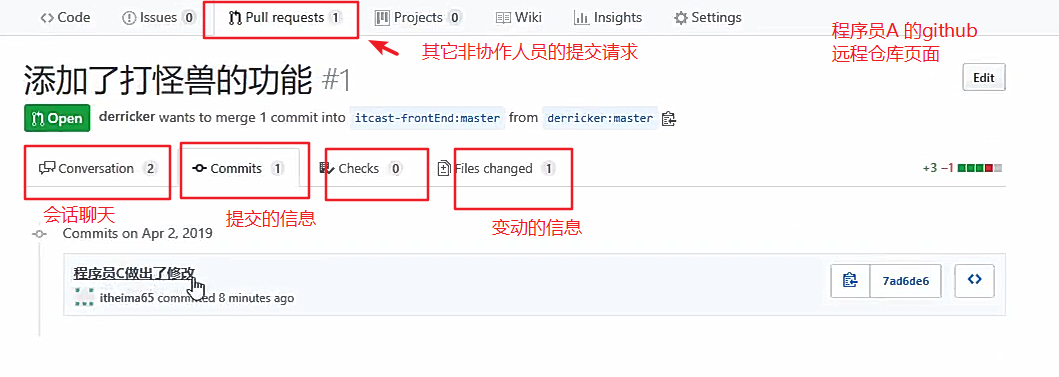 Code Issues 0 Pull requests 1 Projects 0 Wiki Insights Settings
程序员A 的github
远程仓库页面
其它非协作人员的提交请求
添加了打怪兽的功能 #1
Edit
Open derricker wants to merge 1 commit into itcast-frontEnd:master from derricker:master
Conversation 2 Commits 1 Checks 0 Files changed 1 +3 −1
会话聊天 提交的信息 变动的信息
Commits on Apr 2, 2019
程序员C做出了修改
itheima65 committed 8 minutes ago
7ad6de6